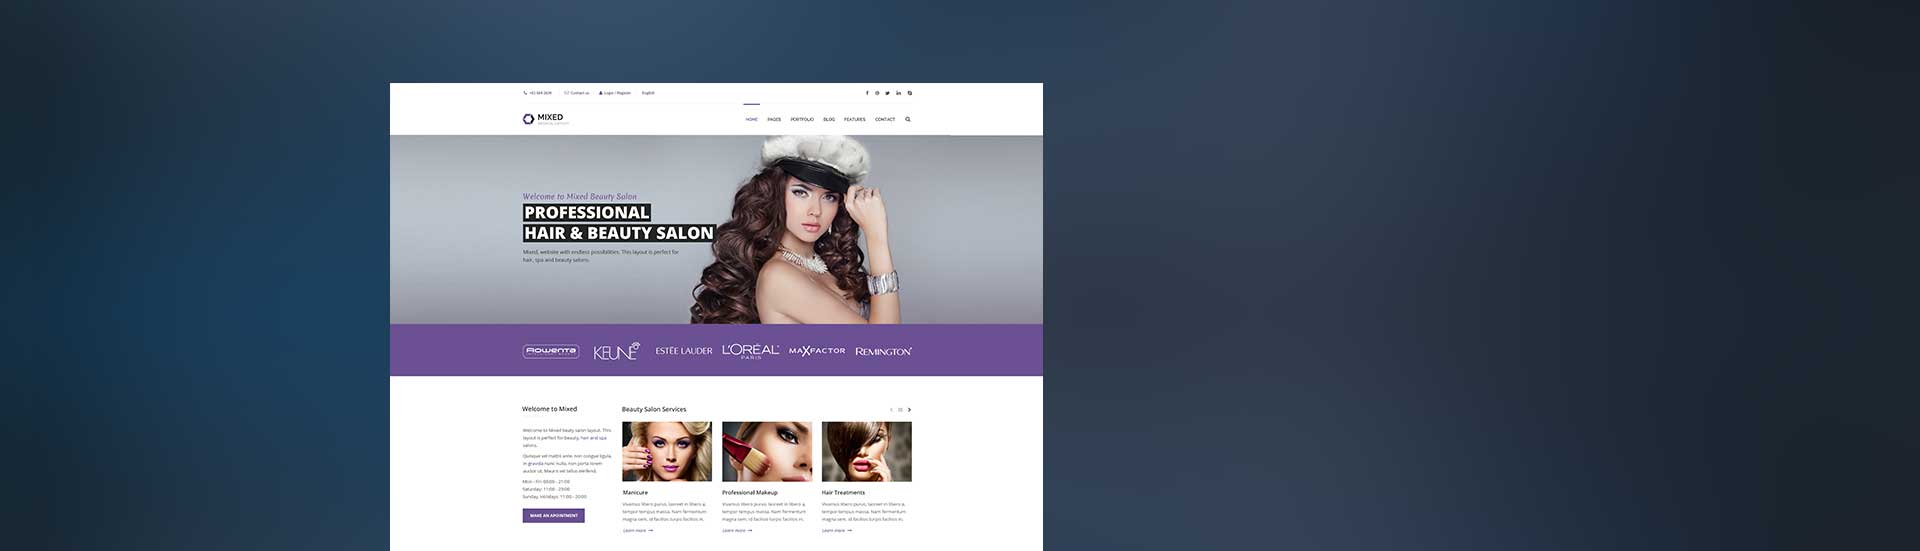 +01 684 2639 Contact us Login / Register English
MIXED
HOME PAGES PORTFOLIO BLOG FEATURES CONTACT
Welcome to Mixed Beauty Salon
PROFESSIONAL
HAIR & BEAUTY SALON
Mixed, website with endless possibilities. This layout is perfect for
hair, spa and beauty salons.
Rowenta KEUNE ESTĒE LAUDER L'ORÉAL PARIS MAXFACTOR REMINGTON
Welcome to Mixed
Welcome to Mixed beauty salon layout. This
layout is perfect for beauty, hair and spa
salons.
Quisque vel mattis ante, non congue ligula,
in gravida nunc nulla, non porta lorem
auctor ut. Mauris vel tellus eleifend.
Mon - Fri: 00:09 - 21:00
Saturday: 11:00 - 23:00
Sunday, Holidays: 11:00 - 20:00
MAKE AN APOINTMENT
Beauty Salon Services
Manicure
Vivamus libero purus, laoreet in libero a,
tempor tempus massa. Nam fermentum
magna sem, id facilisis turpis facilisis in.
Learn more
Professional Makeup
Vivamus libero purus, laoreet in libero a,
tempor tempus massa. Nam fermentum
magna sem, id facilisis turpis facilisis in.
Learn more
Hair Treatments
Vivamus libero purus, laoreet in libero a,
tempor tempus massa. Nam fermentum
magna sem, id facilisis turpis facilisis in.
Learn more